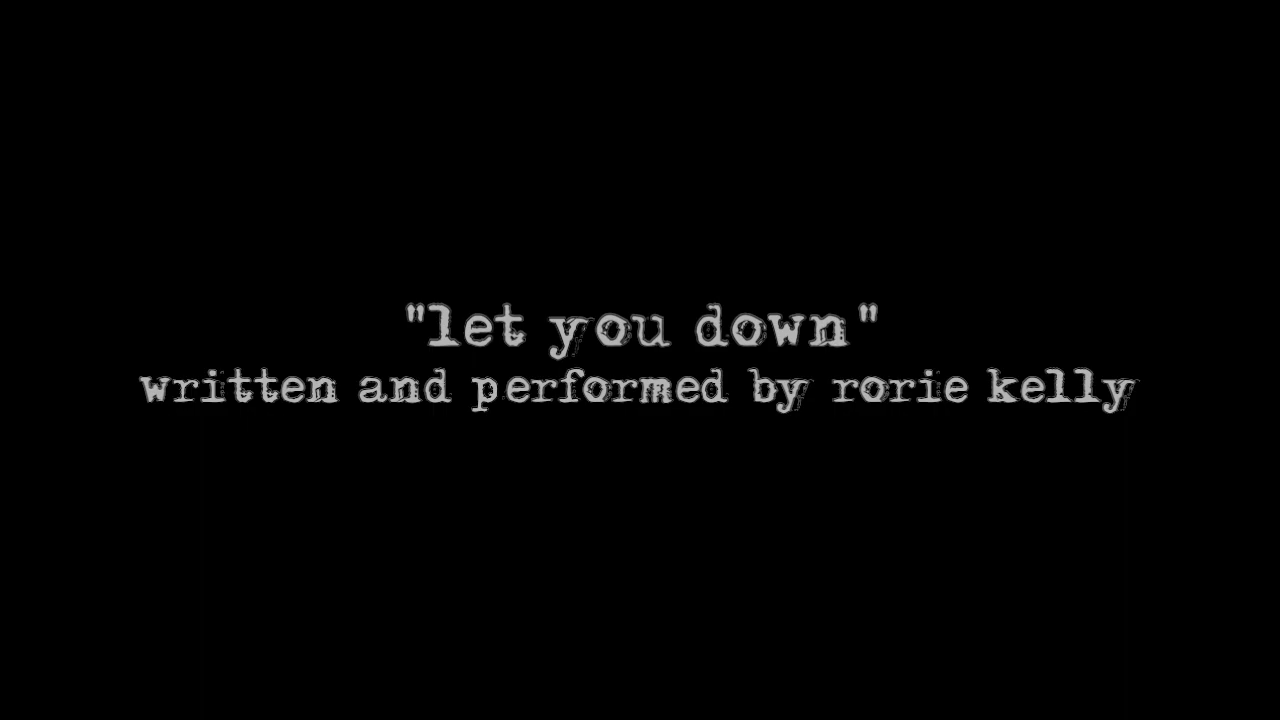 "let you down"
written and performed by rorie kelly